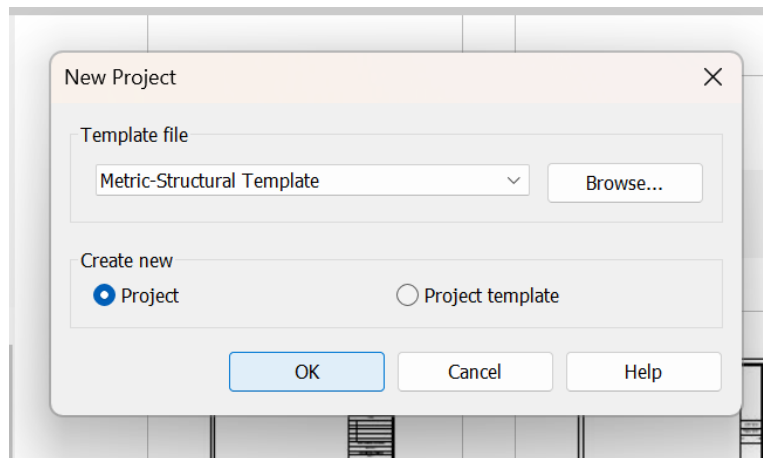 New Project
Template file
Metric-Structural Template
Browse...
Create new
Project
Project template
OK
Cancel
Help